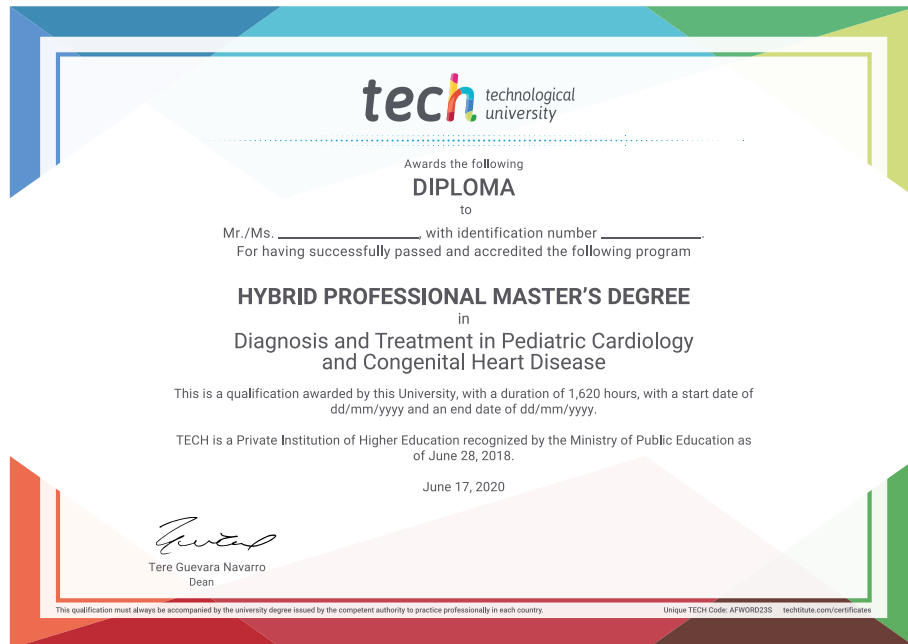 tech technological
university
Awards the following
DIPLOMA
to
Mr./Ms. ____________________, with identification number ______________.
For having successfully passed and accredited the following program
HYBRID PROFESSIONAL MASTER'S DEGREE
in
Diagnosis and Treatment in Pediatric Cardiology
and Congenital Heart Disease
This is a qualification awarded by this University, with a duration of 1,620 hours, with a start date of
dd/mm/yyyy and an end date of dd/mm/yyyy.
TECH is a Private Institution of Higher Education recognized by the Ministry of Public Education as
of June 28, 2018.
June 17, 2020
Tere Guevara Navarro
Dean
This qualification must always be accompanied by the university degree issued by the competent authority to practice professionally in each country. Unique TECH Code: AFWORD23S techtitute.com/certificates